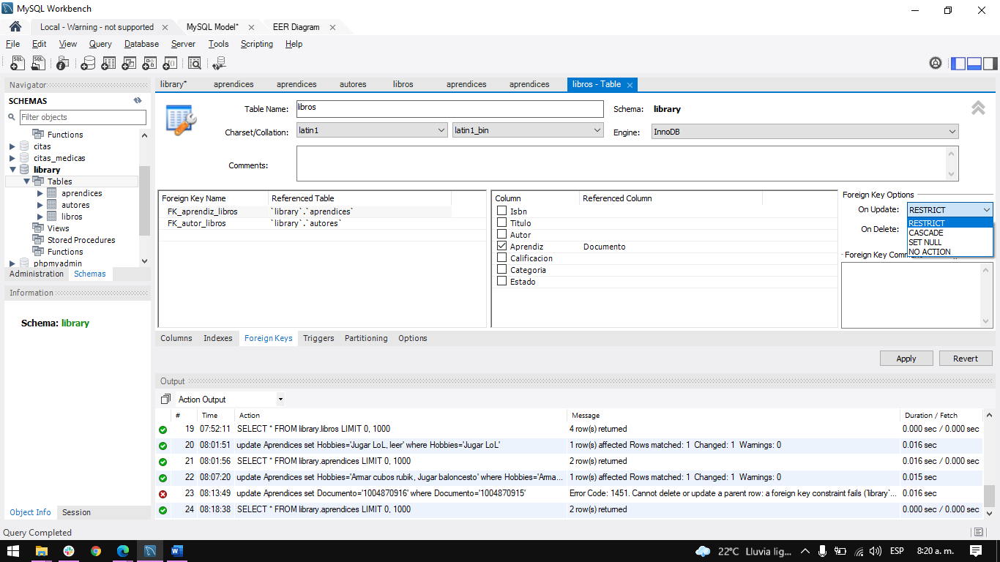 MySQL Workbench
Local - Warning - not supported
MySQL Model*
EER Diagram
File Edit View Query Database Server Tools Scripting Help
Navigator
SCHEMAS
Filter objects
Functions
citas
citas_medicas
library
Tables
aprendices
autores
libros
Views
Stored Procedures
Functions
phpmyadmin
Administration Schemas
Information
Schema: library
Object Info Session
library* aprendices aprendices autores libros aprendices aprendices libros - Table
Table Name: libros Schema: library
Charset/Collation: latin1 latin1_bin Engine: InnoDB
Comments:
Foreign Key Name Referenced Table
FK_aprendiz_libros `library`.`aprendices`
FK_autor_libros `library`.`autores`
Column Referenced Column
Isbn
Titulo
Autor
Aprendiz Documento
Calificacion
Categoria
Estado
Foreign Key Options
On Update: RESTRICT
RESTRICT
CASCADE
SET NULL
NO ACTION
On Delete:
Foreign Key
Columns Indexes Foreign Keys Triggers Partitioning Options
Apply Revert
Output
Action Output
# Time Action Message Duration / Fetch
19 07:52:11 SELECT * FROM library.libros LIMIT 0, 1000 4 row(s) returned 0.000 sec / 0.000 sec
20 08:01:51 update Aprendices set Hobbies='Jugar LoL, leer' where Hobbies='Jugar LoL' 1 row(s) affected Rows matched: 1 Changed: 1 Warnings: 0 0.016 sec
21 08:01:56 SELECT * FROM library.aprendices LIMIT 0, 1000 2 row(s) returned 0.016 sec / 0.000 sec
22 08:07:20 update Aprendices set Hobbies='Armar cubos rubik, Jugar baloncesto' where Hobbies='Arma... 1 row(s) affected Rows matched: 1 Changed: 1 Warnings: 0 0.015 sec
23 08:13:49 update Aprendices set Documento='1004870916' where Documento='1004870915' Error Code: 1451. Cannot delete or update a parent row: a foreign key constraint fails (`library`... 0.016 sec
24 08:18:38 SELECT * FROM library.aprendices LIMIT 0, 1000 2 row(s) returned 0.000 sec / 0.000 sec
Query Completed
22°C Lluvia lig... ESP 8:20 a. m.